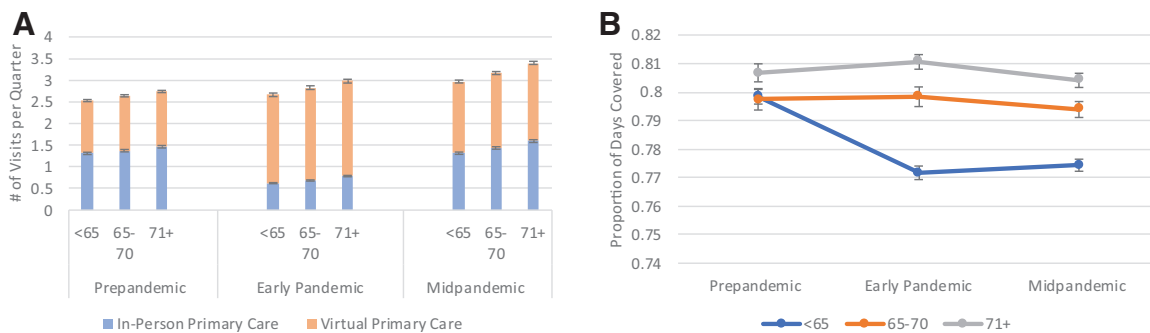 A
# of Visits per Quarter
4
3.5
3
2.5
2
1.5
1
0.5
0
<65 65-70 71+ <65 65-70 71+ <65 65-70 71+
Prepandemic Early Pandemic Midpandemic
In-Person Primary Care Virtual Primary Care
B
Proportion of Days Covered
0.82
0.81
0.8
0.79
0.78
0.77
0.76
0.75
0.74
Prepandemic Early Pandemic Midpandemic
<65 65-70 71+